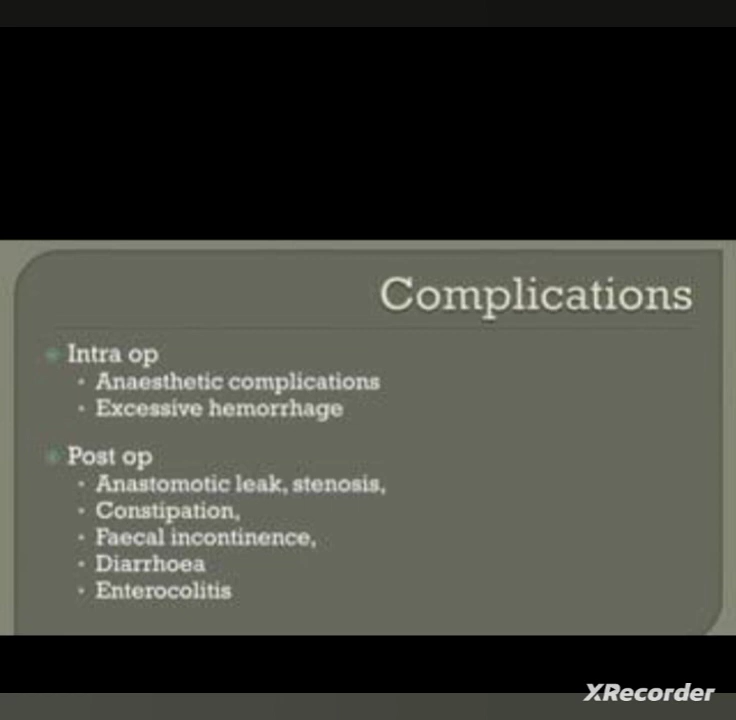 Complications
Intra op
• Anaesthetic complications
• Excessive hemorrhage
Post op
• Anastomotic leak, stenosis,
• Constipation,
• Faecal incontinence,
• Diarrhoea
• Enterocolitis
XRecorder